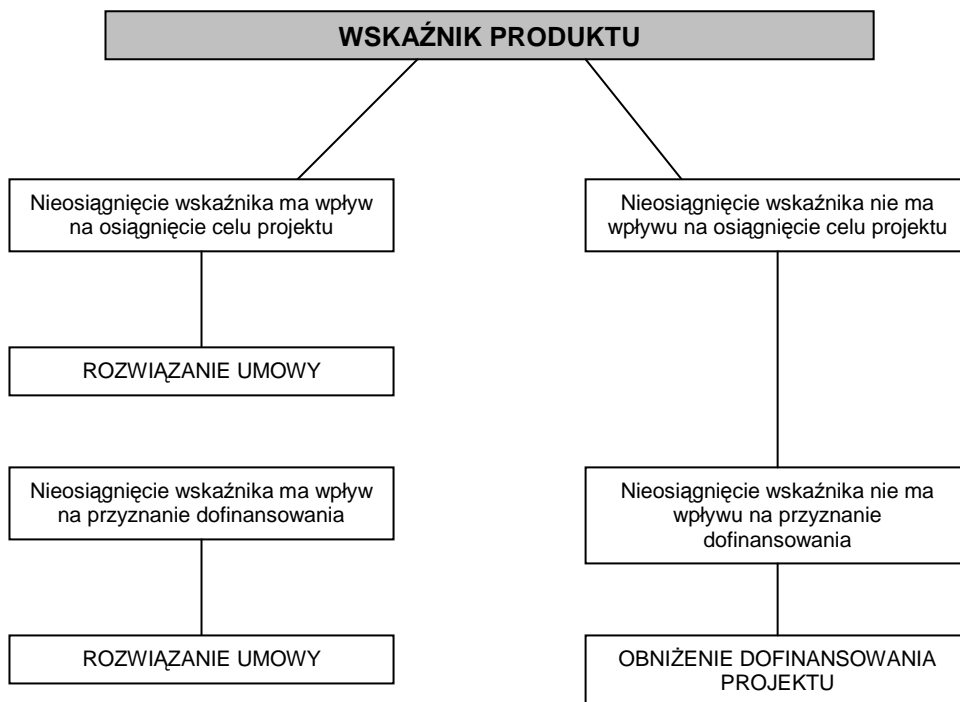 WSKAŹNIK PRODUKTU
Nieosiągnięcie wskaźnika ma wpływ
na osiągnięcie celu projektu
Nieosiągnięcie wskaźnika nie ma
wpływu na osiągnięcie celu projektu
ROZWIĄZANIE UMOWY
Nieosiągnięcie wskaźnika ma wpływ
na przyznanie dofinansowania
Nieosiągnięcie wskaźnika nie ma
wpływu na przyznanie
dofinansowania
ROZWIĄZANIE UMOWY
OBNIŻENIE DOFINANSOWANIA
PROJEKTU